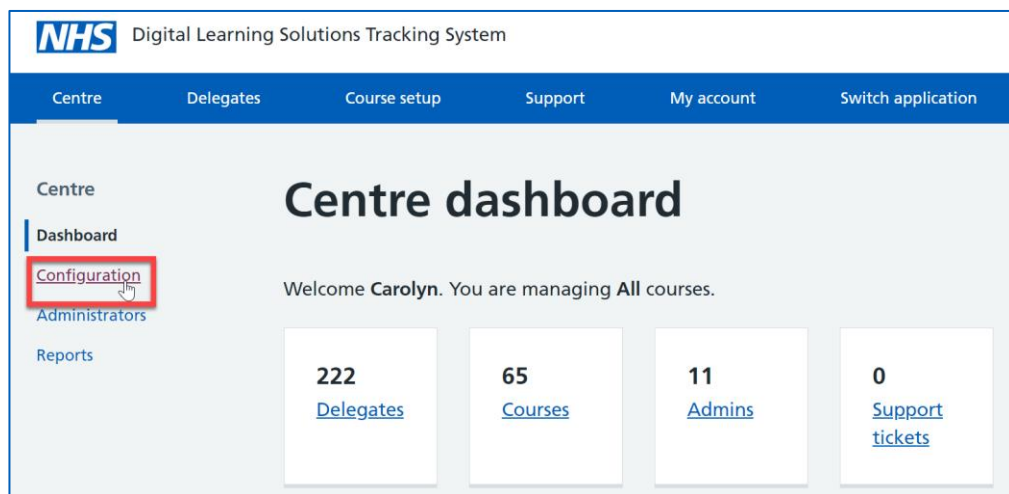 NHS Digital Learning Solutions Tracking System
Centre Delegates Course setup Support My account Switch application
Centre
Dashboard
Configuration
Administrators
Reports
Centre dashboard
Welcome Carolyn. You are managing All courses.
222
Delegates
65
Courses
11
Admins
0
Support
tickets